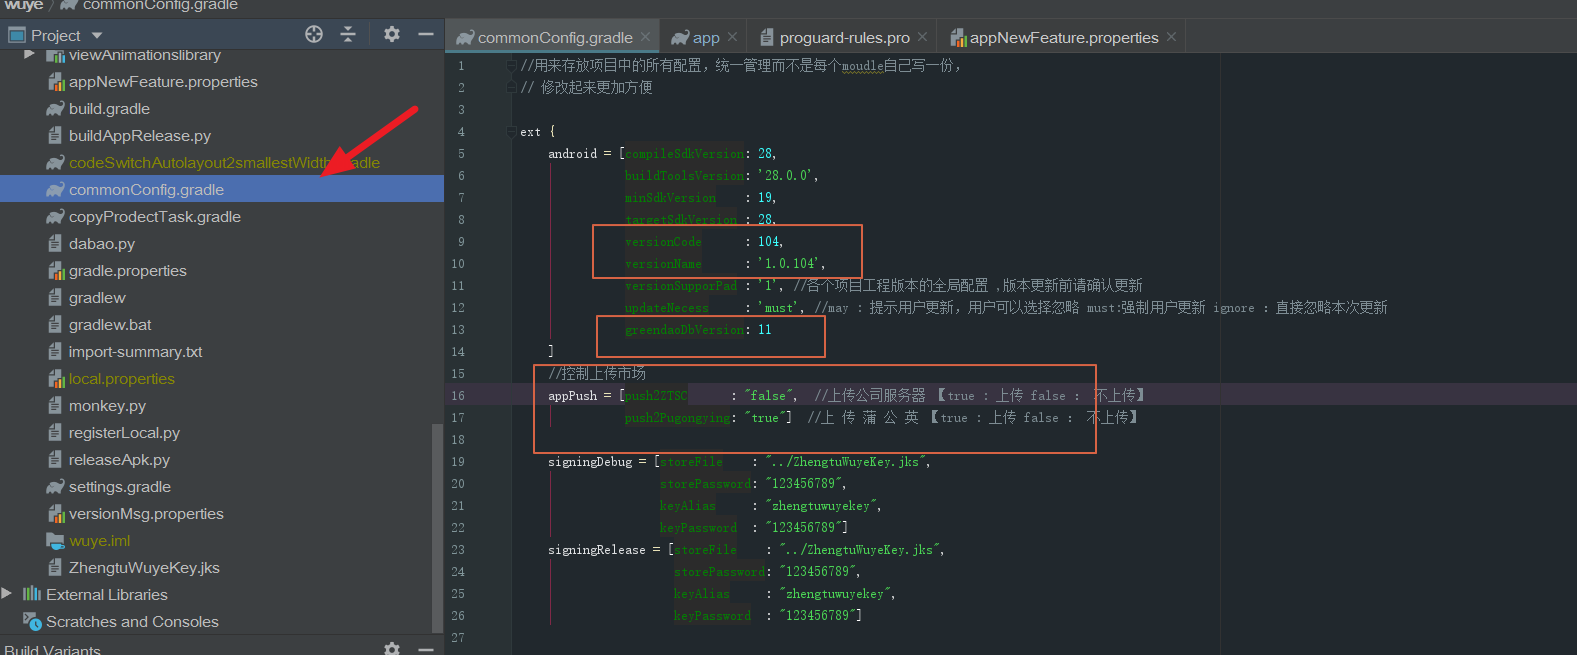 wuye
commonConfig.gradle
Project
viewAnimationslibrary
appNewFeature.properties
build.gradle
buildAppRelease.py
codeSwitchAutolayout2smallestWidth
adle
commonConfig.gradle
copyProdectTask.gradle
dabao.py
gradle.properties
gradlew
gradlew.bat
import-summary.txt
local.properties
monkey.py
registerLocal.py
releaseApk.py
settings.gradle
versionMsg.properties
wuye.iml
ZhengtuWuyeKey.jks
External Libraries
Scratches and Consoles
Build Variants
commonConfig.gradle
app
proguard-rules.pro
appNewFeature.properties
1 //用来存放项目中的所有配置，统一管理而不是每个moudle自己写一份，
2 // 修改起来更加方便
3
4 ext {
5 android = [compileSdkVersion: 28,
6 buildToolsVersion: '28.0.0',
7 minSdkVersion : 19,
8 targetSdkVersion : 28,
9 versionCode : 104,
10 versionName : '1.0.104',
11 versionSupporPad : '1', //各个项目工程版本的全局配置 ,版本更新前请确认更新
12 updateNecess : 'must', //may : 提示用户更新，用户可以选择忽略 must:强制用户更新 ignore : 直接忽略本次更新
13 greendaoDbVersion: 11
14 ]
15 //控制上传市场
16 appPush = [push2ZTSC : "false", //上传公司服务器 【true : 上传 false : 不上传】
17 push2Pugongying: "true"] //上 传 蒲 公 英 【true : 上传 false : 不上传】
18
19 signingDebug = [storeFile : "../ZhengtuWuyeKey.jks",
20 storePassword: "123456789",
21 keyAlias : "zhengtuwuyekey",
22 keyPassword : "123456789"]
23 signingRelease = [storeFile : "../ZhengtuWuyeKey.jks",
24 storePassword: "123456789",
25 keyAlias : "zhengtuwuyekey",
26 keyPassword : "123456789"]
27